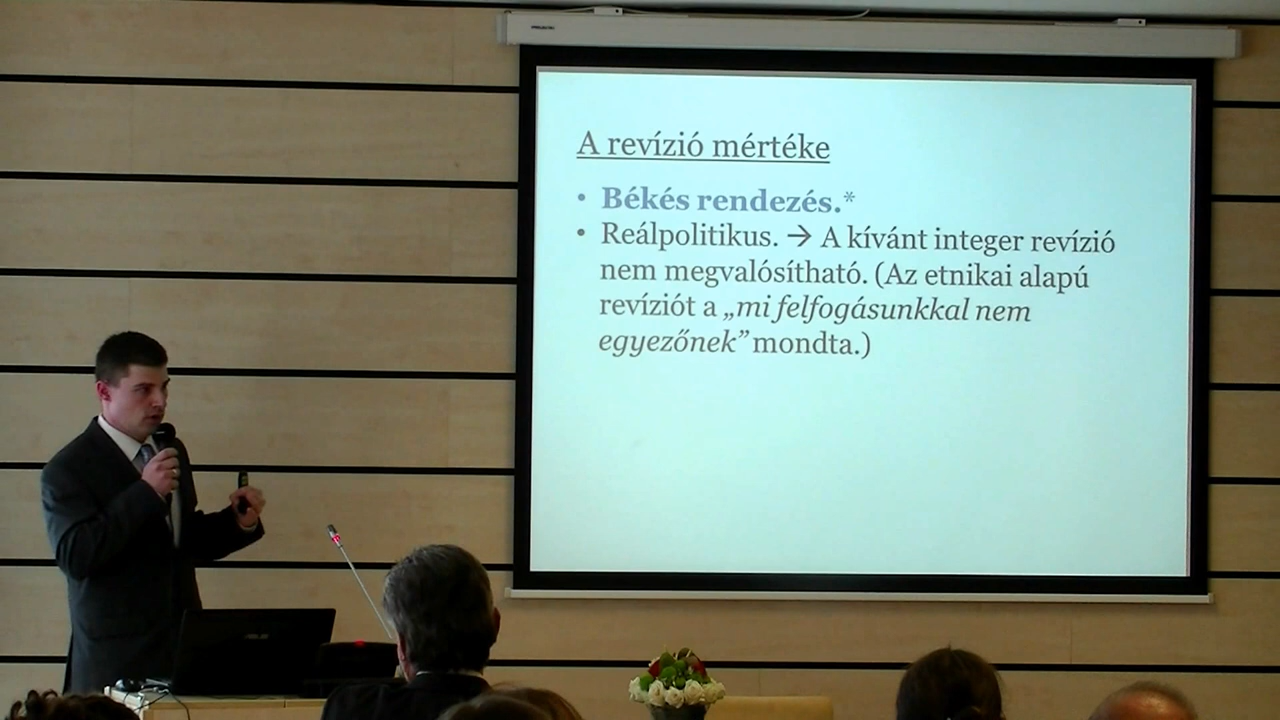 A revízió mértéke
• Békés rendezés.*
• Reálpolitikus. → A kívánt integer revízió
nem megvalósítható. (Az etnikai alapú
revíziót a „mi felfogásunkkal nem
egyezőnek” mondta.)